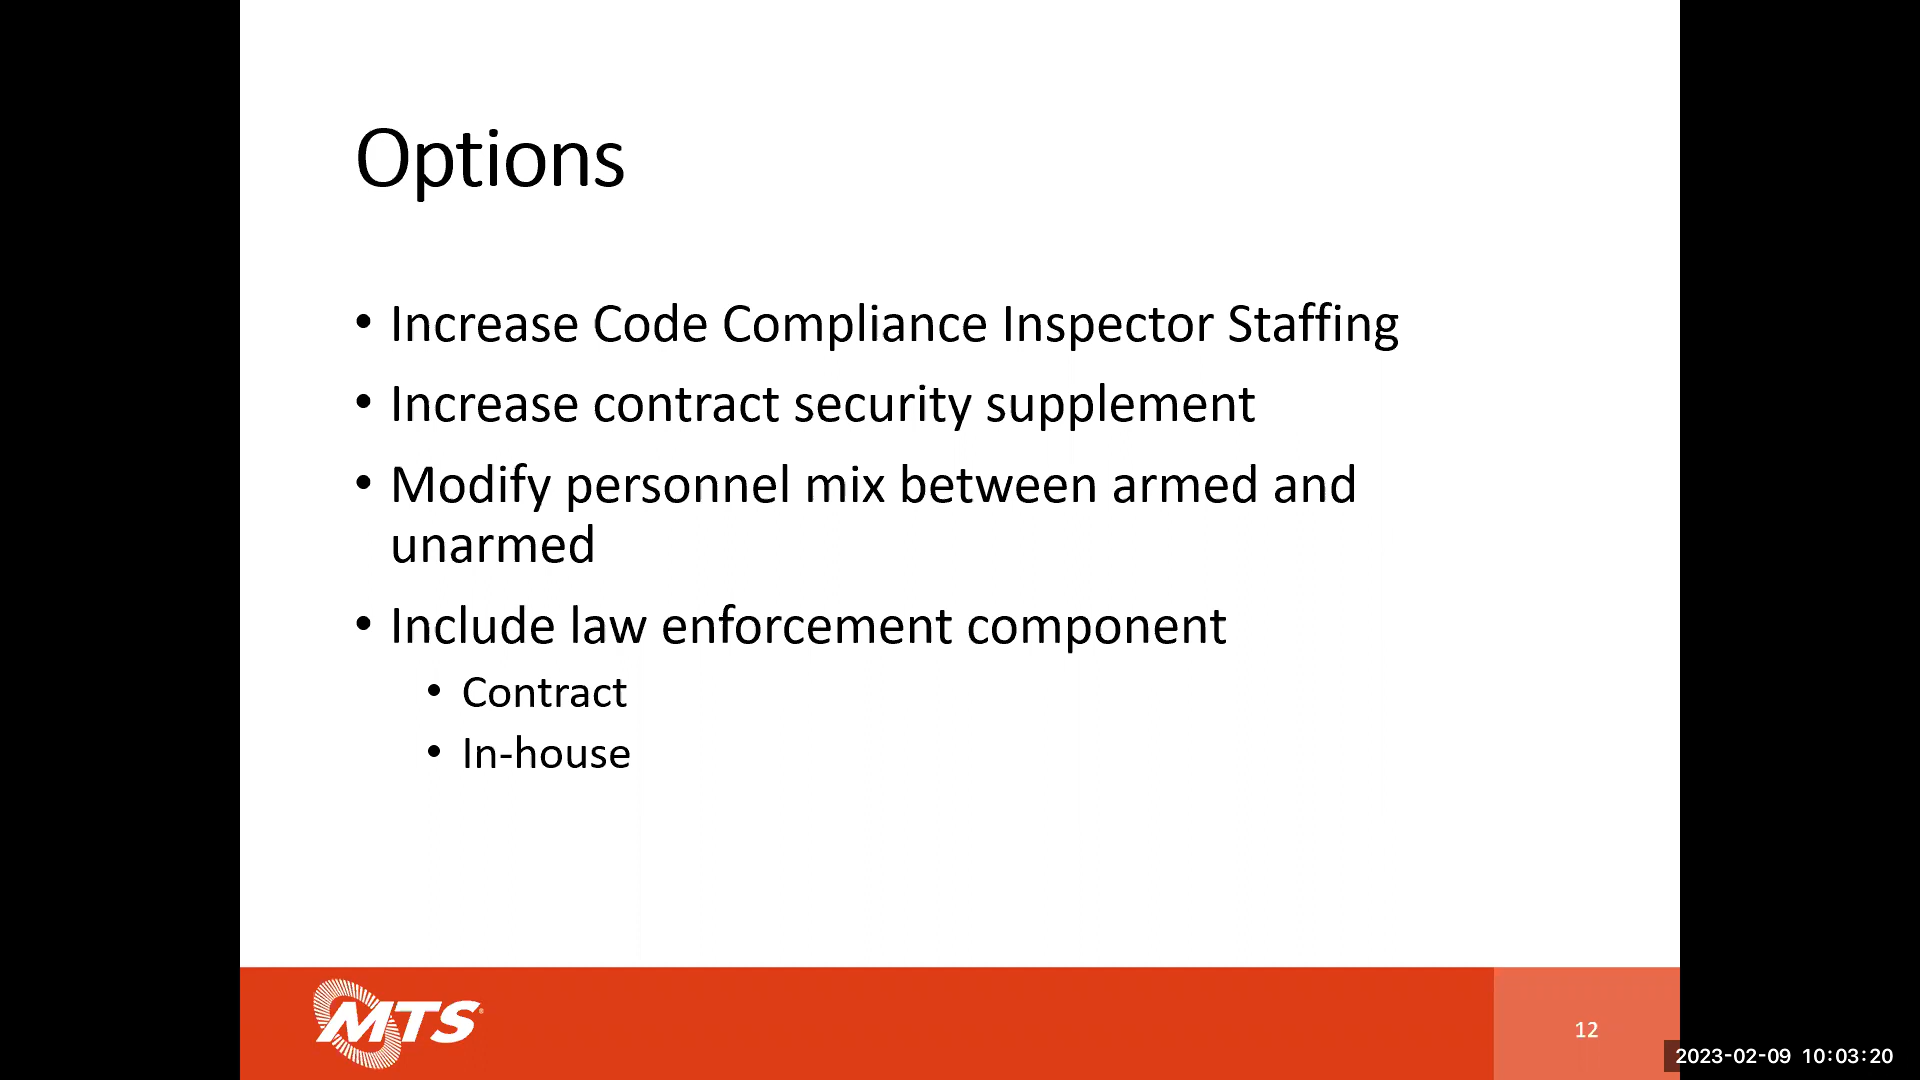 Options
• Increase Code Compliance Inspector Staffing
• Increase contract security supplement
• Modify personnel mix between armed and
unarmed
• Include law enforcement component
• Contract
• In-house
MTS
12
2023-02-09 10:03:20